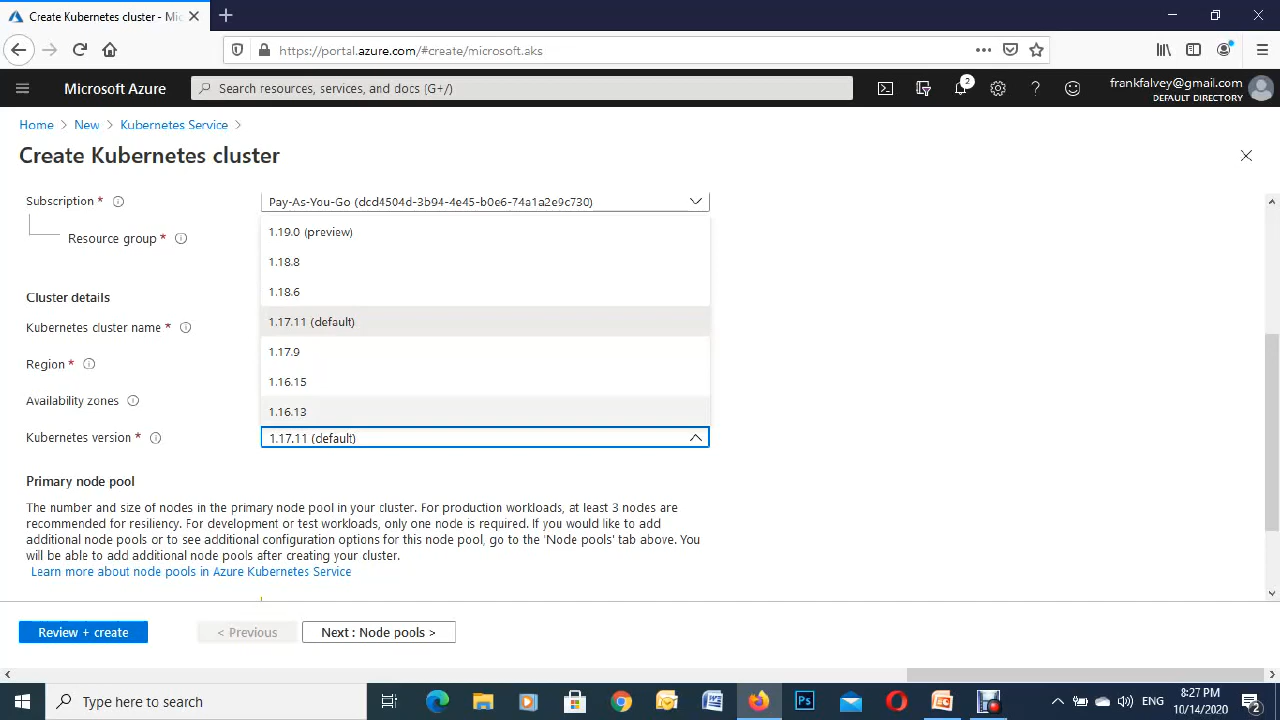 Create Kubernetes cluster - Mic
https://portal.azure.com/#create/microsoft.aks
Microsoft Azure
Search resources, services, and docs (G+/)
2
frankfalvey@gmail.com
DEFAULT DIRECTORY
Home > New > Kubernetes Service >
Create Kubernetes cluster
Subscription *
Pay-As-You-Go (dcd4504d-3b94-4e45-b0e6-74a1a2e9c730)
Resource group *
1.19.0 (preview)
1.18.8
1.18.6
1.17.11 (default)
1.17.9
1.16.15
1.16.13
Cluster details
Kubernetes cluster name *
Region *
Availability zones
Kubernetes version *
1.17.11 (default)
Primary node pool
The number and size of nodes in the primary node pool in your cluster. For production workloads, at least 3 nodes are
recommended for resiliency. For development or test workloads, only one node is required. If you would like to add
additional node pools or to see additional configuration options for this node pool, go to the 'Node pools' tab above. You
will be able to add additional node pools after creating your cluster.
Learn more about node pools in Azure Kubernetes Service
Review + create
< Previous
Next : Node pools >
Type here to search
Ps
ENG
8:27 PM
10/14/2020
2